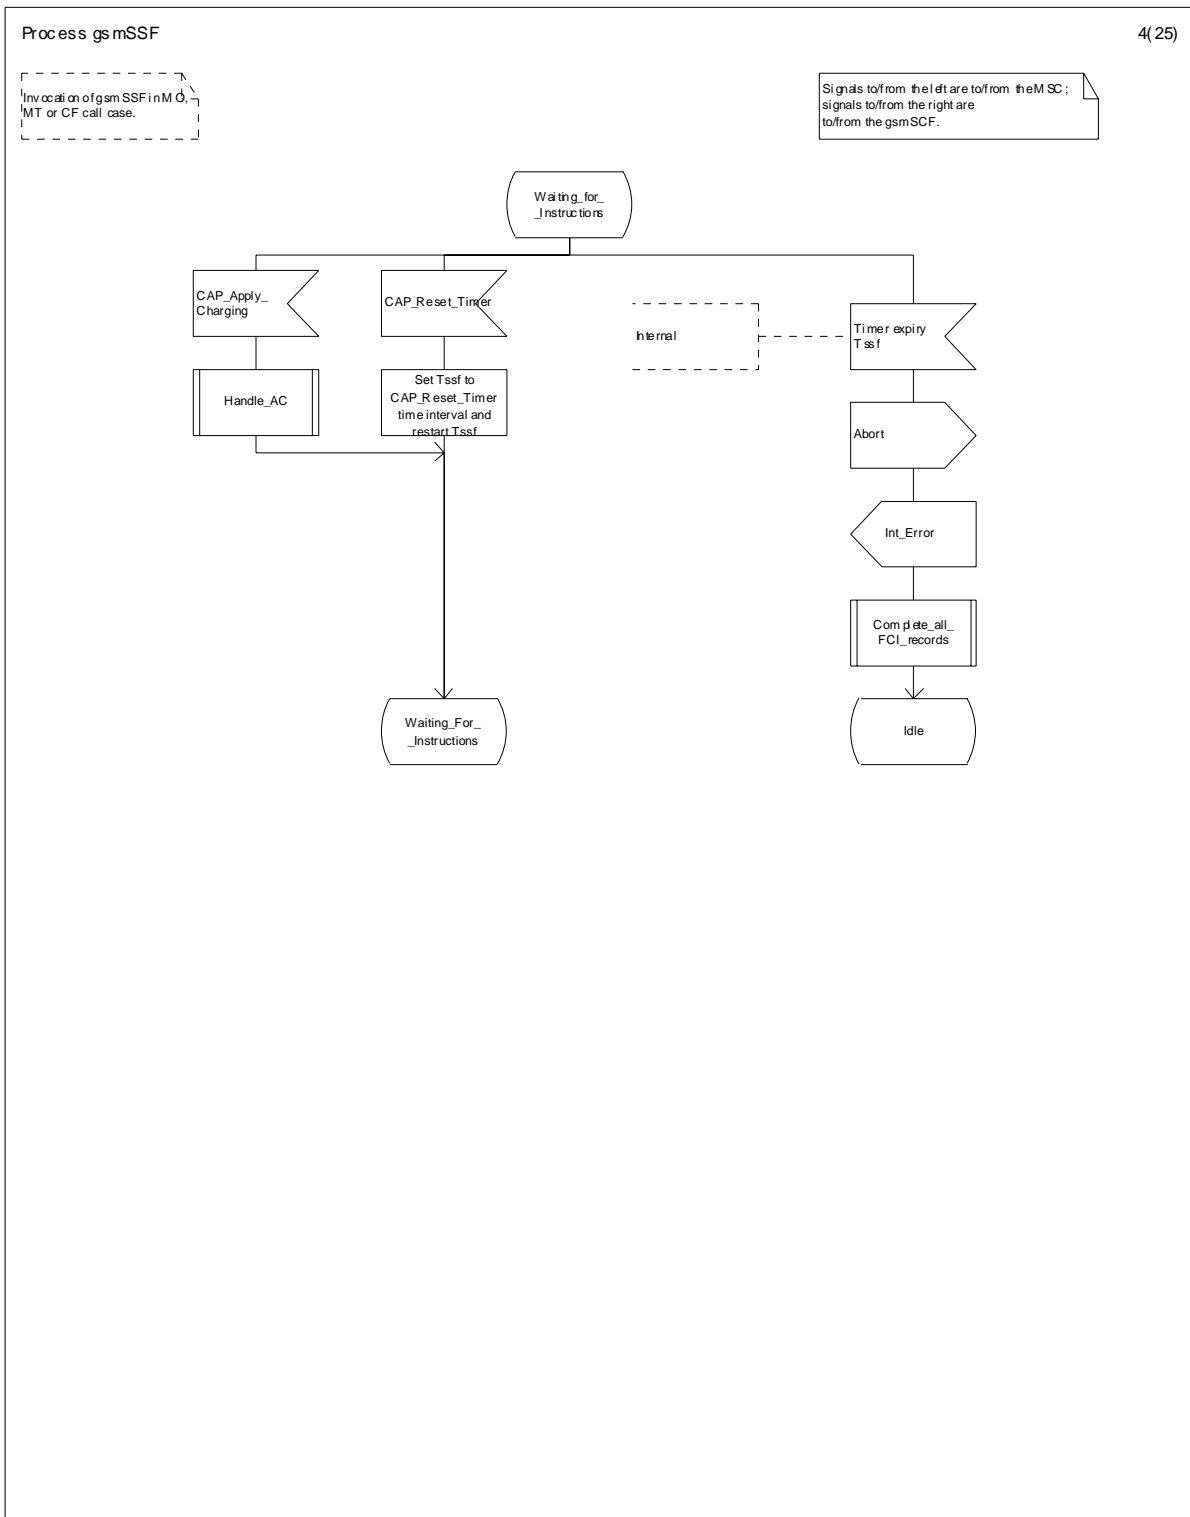 Process gsmSSF
4(25)
Invocation of gsmSSF in MO,
MT or CF call case.
Signals to/from the left are to/from the MSC;
signals to/from the right are
to/from the gsmSCF.
Waiting_for_
_Instructions
CAP_Apply_
Charging
CAP_Reset_Timer
Internal
Timer expiry
Tssf
Handle_AC
Set Tssf to
CAP_Reset_Timer
time interval and
restart Tssf
Abort
Int_Error
Complete_all_
FCI_records
Waiting_For_
_Instructions
Idle